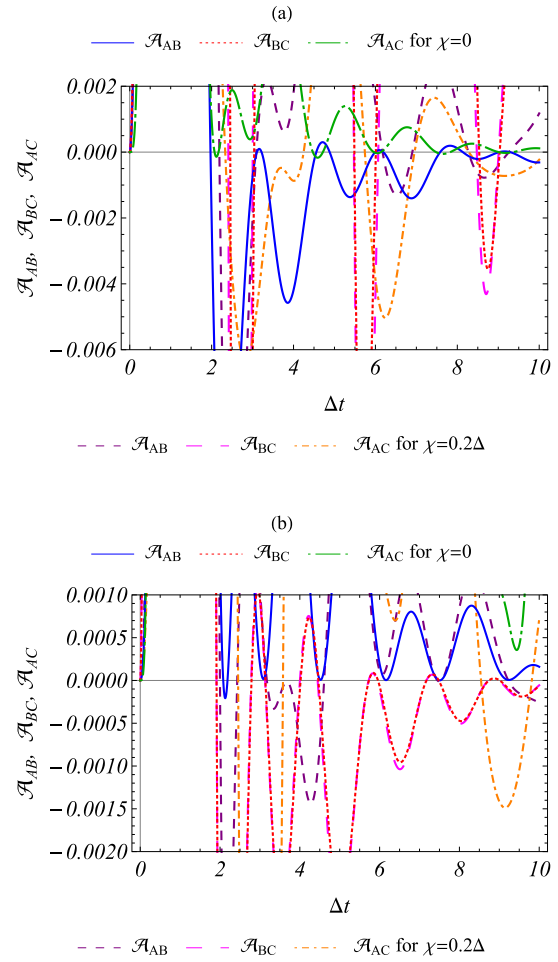 (a)
𝒜AB 𝒜BC 𝒜AC for χ=0
0.002
0.000
−0.002
−0.004
−0.006
𝒜AB, 𝒜BC, 𝒜AC
0 2 4 6 8 10
Δt
𝒜AB 𝒜BC 𝒜AC for χ=0.2Δ
(b)
𝒜AB 𝒜BC 𝒜AC for χ=0
0.0010
0.0005
0.0000
−0.0005
−0.0010
−0.0015
−0.0020
𝒜AB, 𝒜BC, 𝒜AC
0 2 4 6 8 10
Δt
𝒜AB 𝒜BC 𝒜AC for χ=0.2Δ